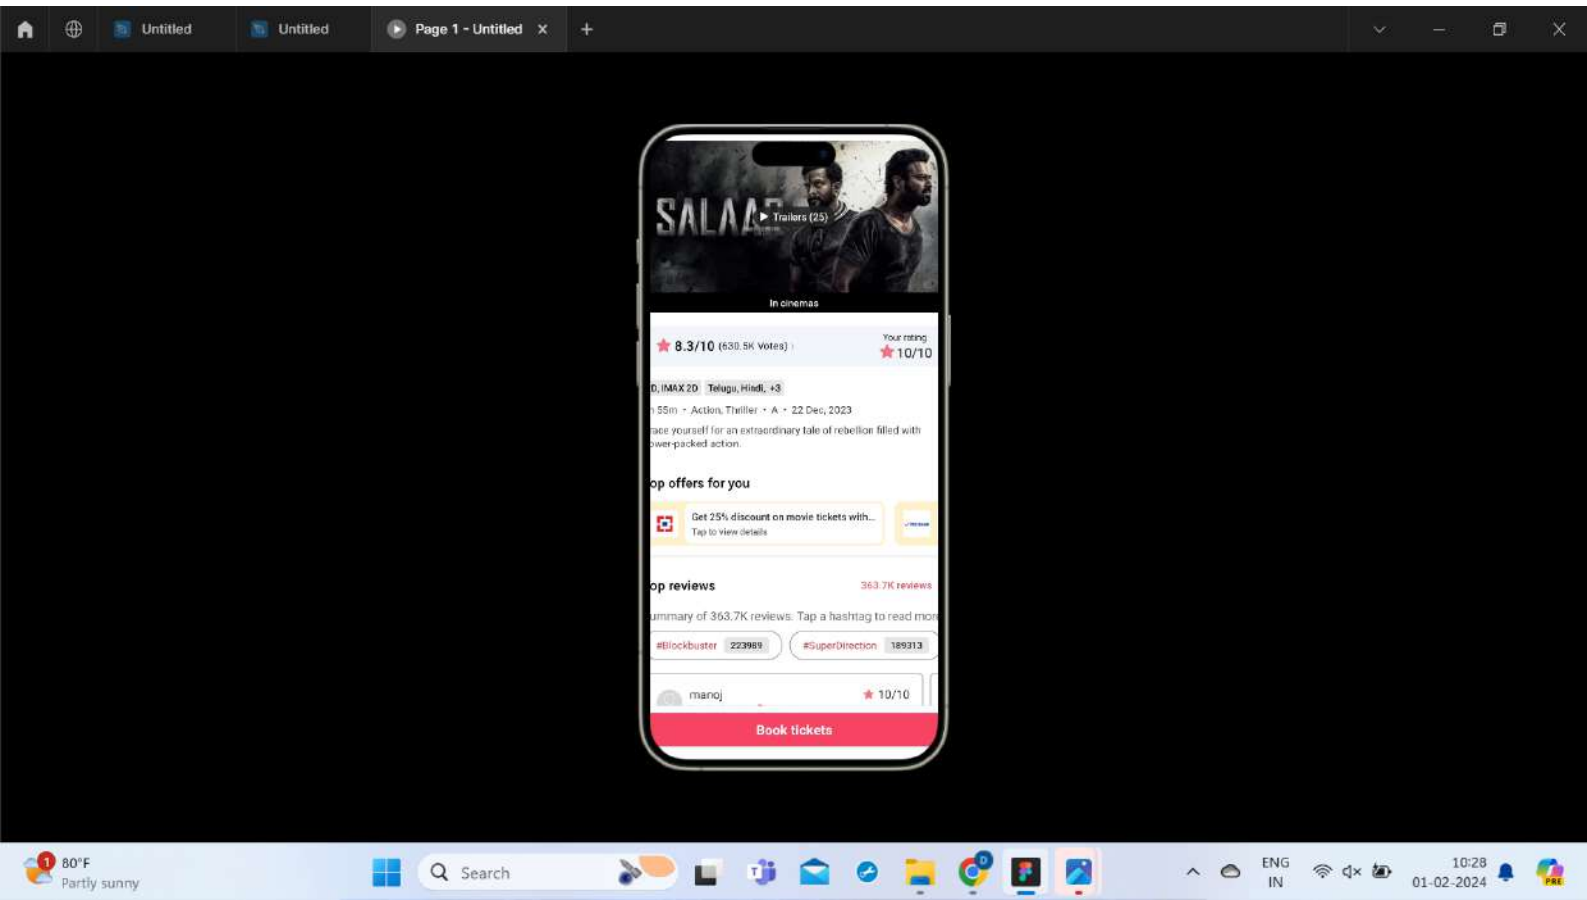 Untitled
Untitled
Page 1 - Untitled
Trailers (25)
In cinemas
8.3/10 (630.5K Votes)
Your rating
10/10
D, IMAX 2D Telugu, Hindi, +3
55m • Action, Thriller • A • 22 Dec, 2023
race yourself for an extraordinary tale of rebellion filled with
ower-packed action.
op offers for you
Get 25% discount on movie tickets with...
Tap to view details
op reviews
363.7K reviews
ummary of 363.7K reviews. Tap a hashtag to read mor
#Blockbuster 223989
#SuperDirection 189313
manoj
10/10
Book tickets
1
80°F
Partly sunny
Search
D
ENG
IN
10:28
01-02-2024
PRE